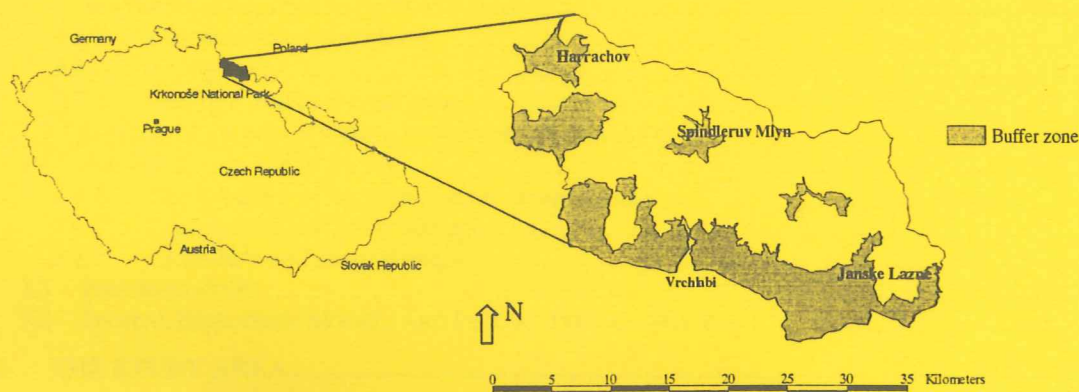 Germany
Poland
Krkonoše National Park
Prague
Czech Republic
Austria
Slovak Republic
Harrachov
Spindleruv Mlyn
Buffer zone
Janske Lazne
Vrchlabi
N
0 5 10 15 20 25 30 35 Kilometers